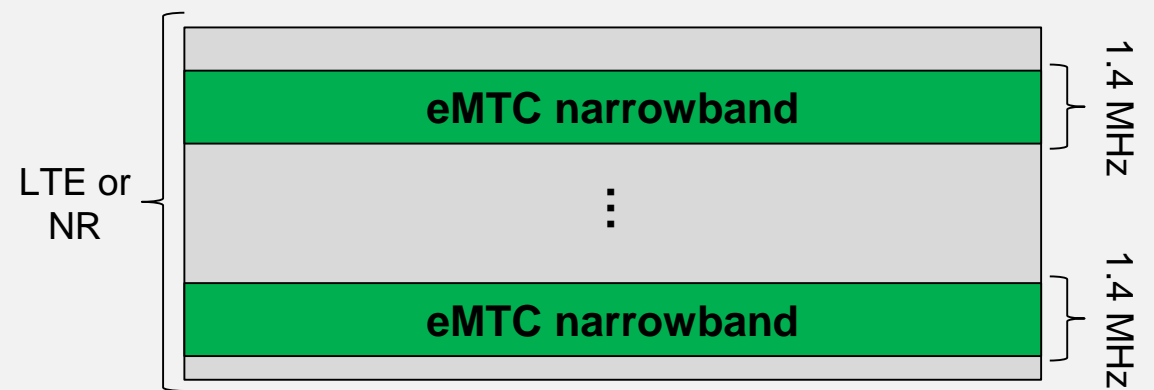 eMTC narrowband
1.4 MHz
LTE or
NR
⋮
eMTC narrowband
1.4 MHz